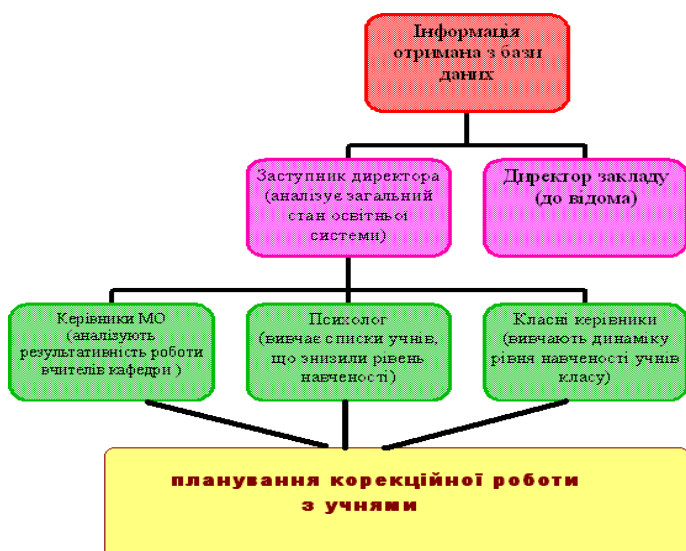 Інформація
отримана з бази
даних
Заступник директора
(аналізує загальний
стан освітньої
системи)
Директор закладу
(до відома)
Керівники МО
(аналізують
результативність роботи
вчителів кафедри )
Психолог
(вивчає списки учнів,
що знизили рівень
навченості)
Класні керівники
(вивчають динаміку
рівня навченості учнів
класу)
планування корекційної роботи
з учнями